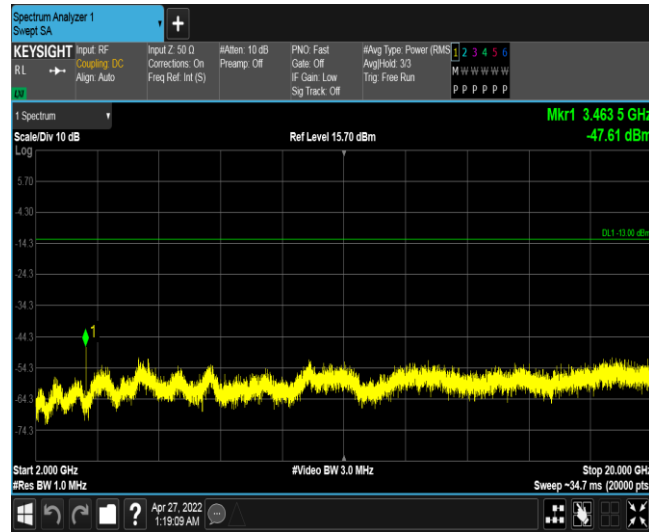 Spectrum Analyzer 1
Swept SA
KEYSIGHT
RL
Input: RF
Coupling: DC
Align: Auto
Input Z: 50 Ω
Corrections: On
Freq Ref: Int (S)
#Atten: 10 dB
Preamp: Off
PNO: Fast
Gate: Off
IF Gain: Low
Sig Track: Off
#Avg Type: Power (RMS
Avg|Hold: 3/3
Trig: Free Run
1 2 3 4 5 6
M W W W W W
P P P P P P
1 Spectrum
Mkr1 3.463 5 GHz
Scale/Div 10 dB
Ref Level 15.70 dBm
-47.61 dBm
Log
5.70
-4.30
DL1 -13.00 dBm
-14.3
-24.3
-34.3
1
-44.3
-54.3
-64.3
-74.3
Start 2.000 GHz
#Video BW 3.0 MHz
Stop 20.000 GHz
#Res BW 1.0 MHz
Sweep ~34.7 ms (20000 pts
?
Apr 27, 2022
1:19:09 AM